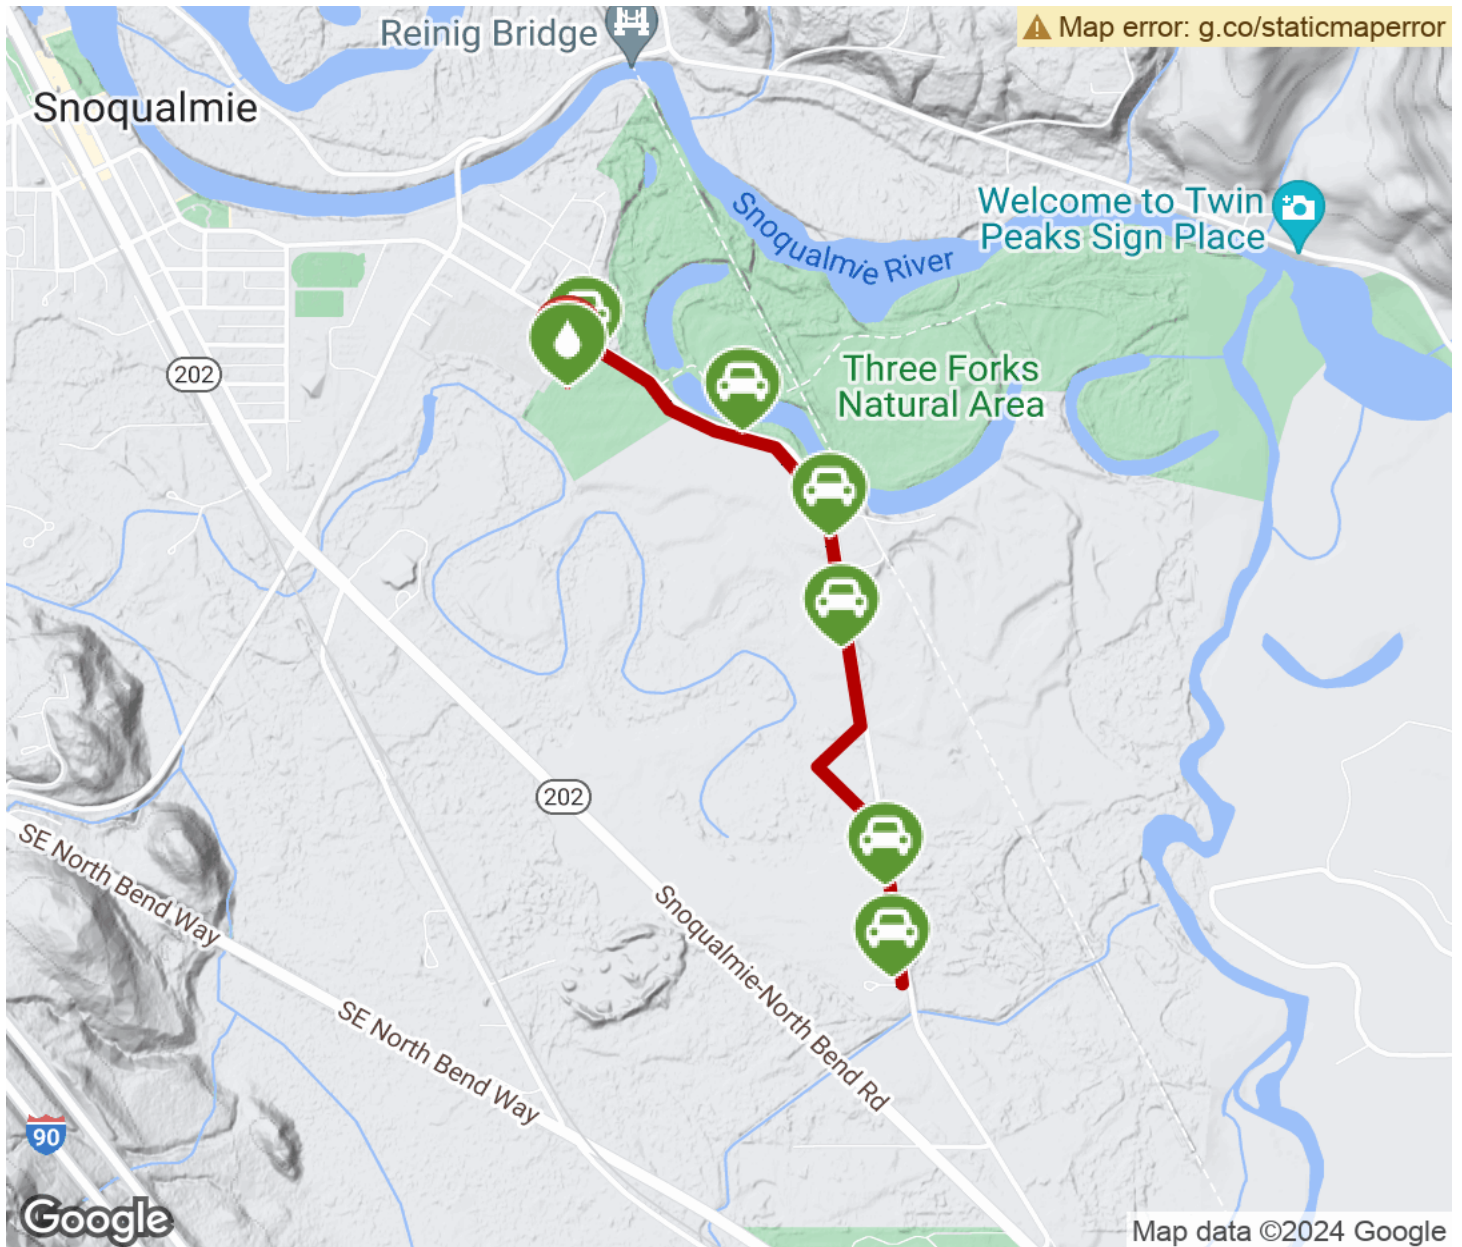 Reinig Bridge
Map error: g.co/staticmaperror
Snoqualmie
Welcome to Twin
Peaks Sign Place
Snoqualmie River
Three Forks
Natural Area
202
202
SE North Bend Way
Snoqualmie-North Bend Rd
SE North Bend Way
90
Google
Map data ©2024 Google